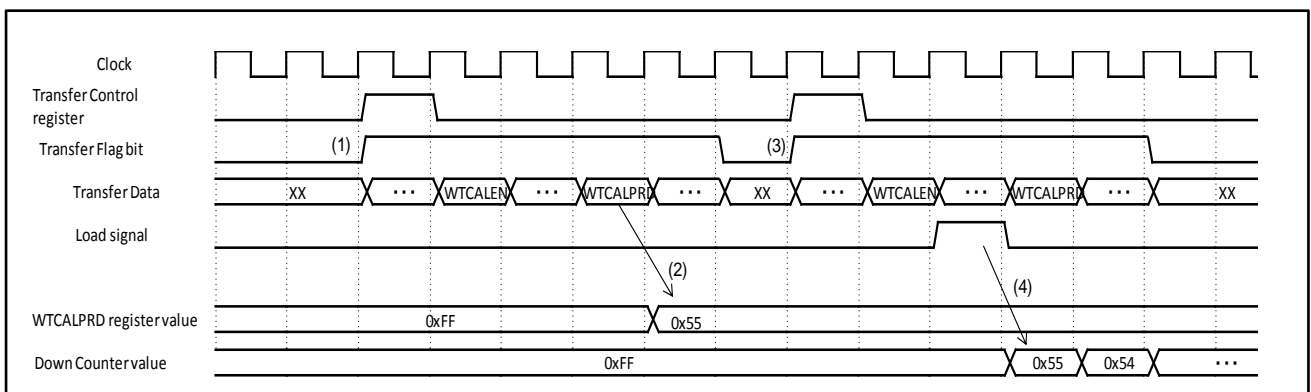 Clock
Transfer Control
register
Transfer Flag bit (1) (3)
Transfer Data XX ··· WTCALEN ··· WTCALPRD ··· XX ··· WTCALEN ··· WTCALPRD ··· XX
Load signal
(2)
(4)
WTCALPRD register value 0xFF 0x55
Down Counter value 0xFF 0x55 0x54 ···